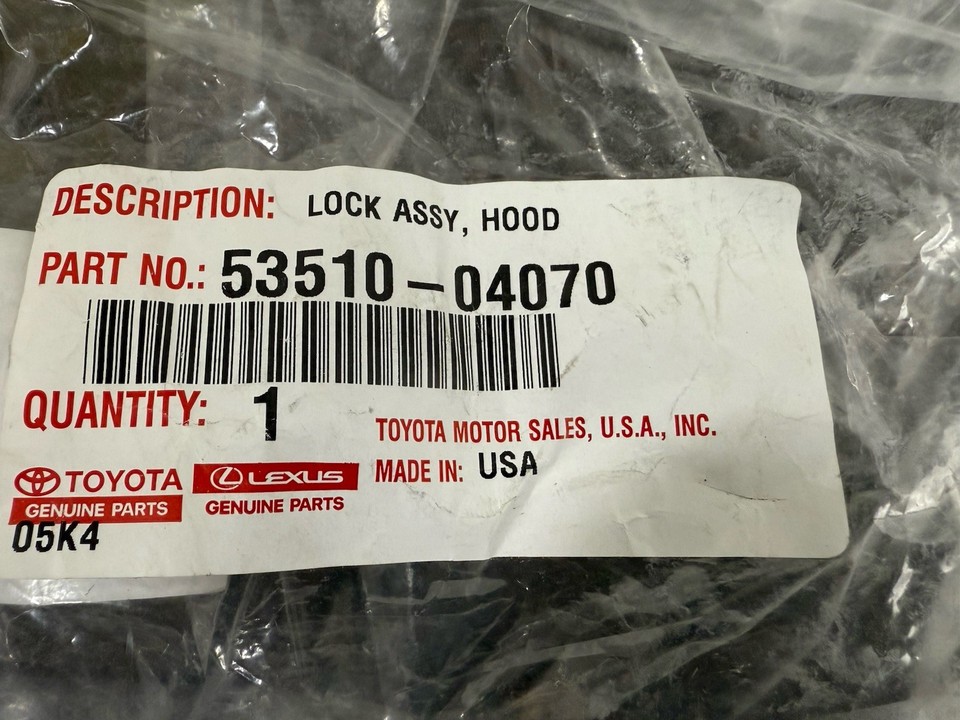 DESCRIPTION: LOCK ASSY, HOOD
PART NO.: 53510-04070
QUANTITY: 1
TOYOTA MOTOR SALES, U.S.A., INC.
MADE IN: USA
TOYOTA
GENUINE PARTS
LEXUS
GENUINE PARTS
05K4